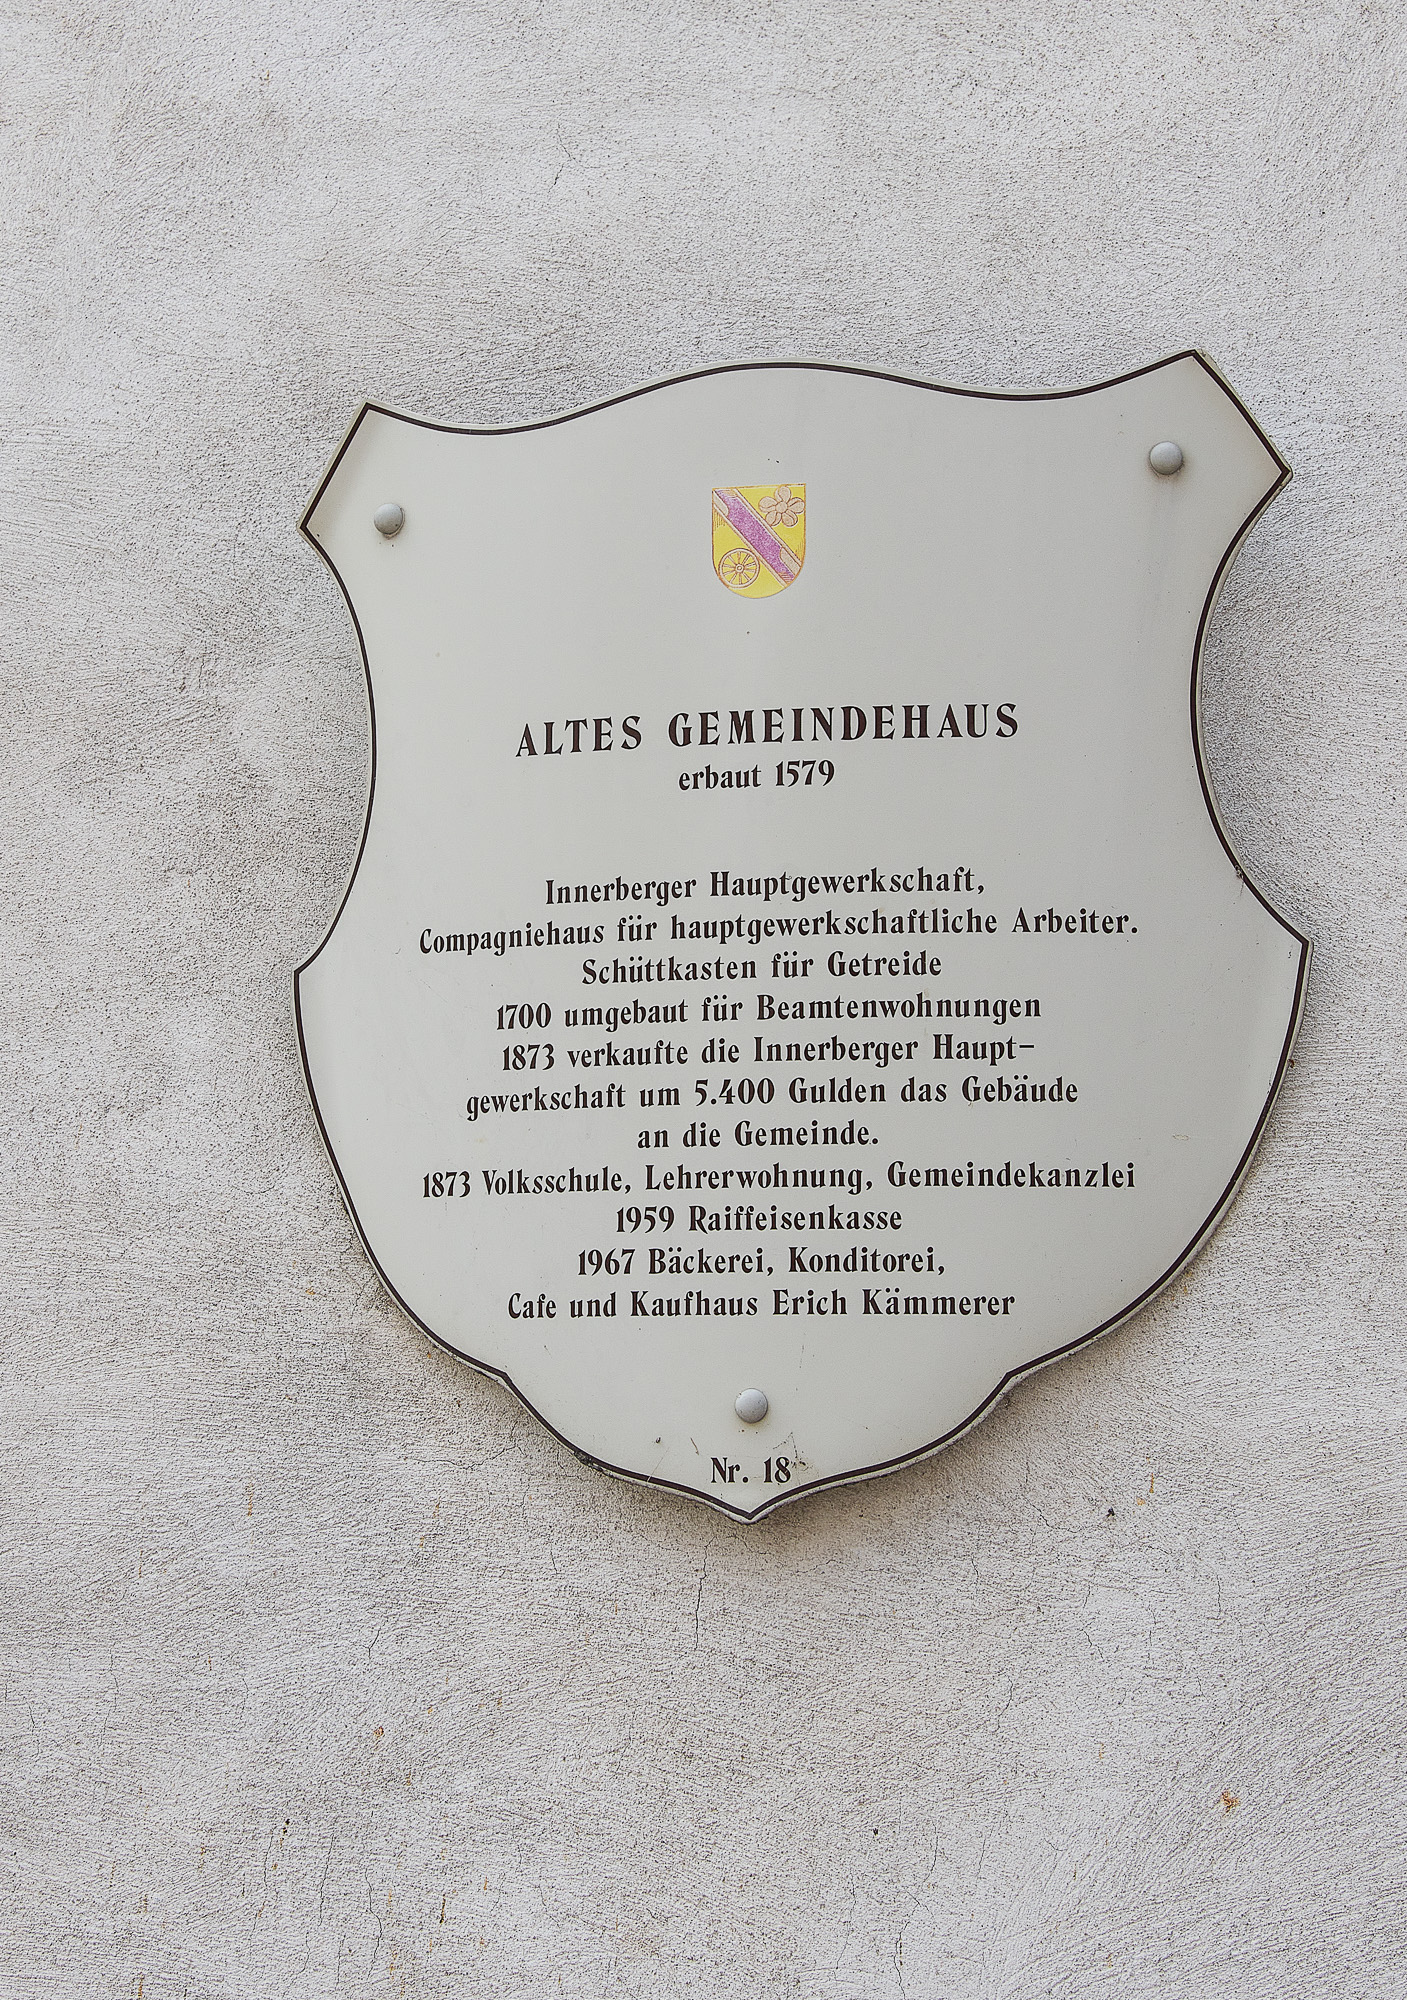 ALTES GEMEINDEHAUS
erbaut 1579
Innerberger Hauptgewerkschaft,
Compagniehaus für hauptgewerkschaftliche Arbeiter.
Schüttkasten für Getreide
1700 umgebaut für Beamtenwohnungen
1873 verkaufte die Innerberger Haupt-
gewerkschaft um 5.400 Gulden das Gebäude
an die Gemeinde.
1873 Volksschule, Lehrerwohnung, Gemeindekanzlei
1959 Raiffeisenkasse
1967 Bäckerei, Konditorei,
Cafe und Kaufhaus Erich Kämmerer
Nr. 18